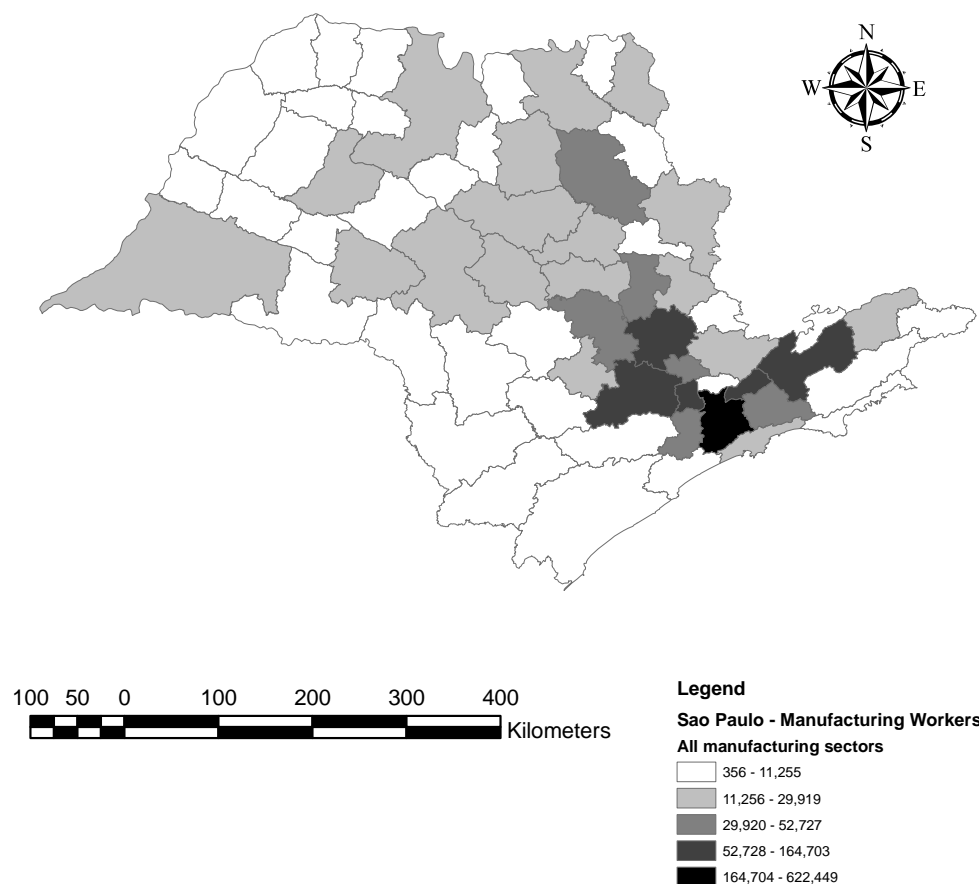 N
W E
S
100 50 0 100 200 300 400
Kilometers
Legend
Sao Paulo - Manufacturing Workers
All manufacturing sectors
356 - 11,255
11,256 - 29,919
29,920 - 52,727
52,728 - 164,703
164,704 - 622,449